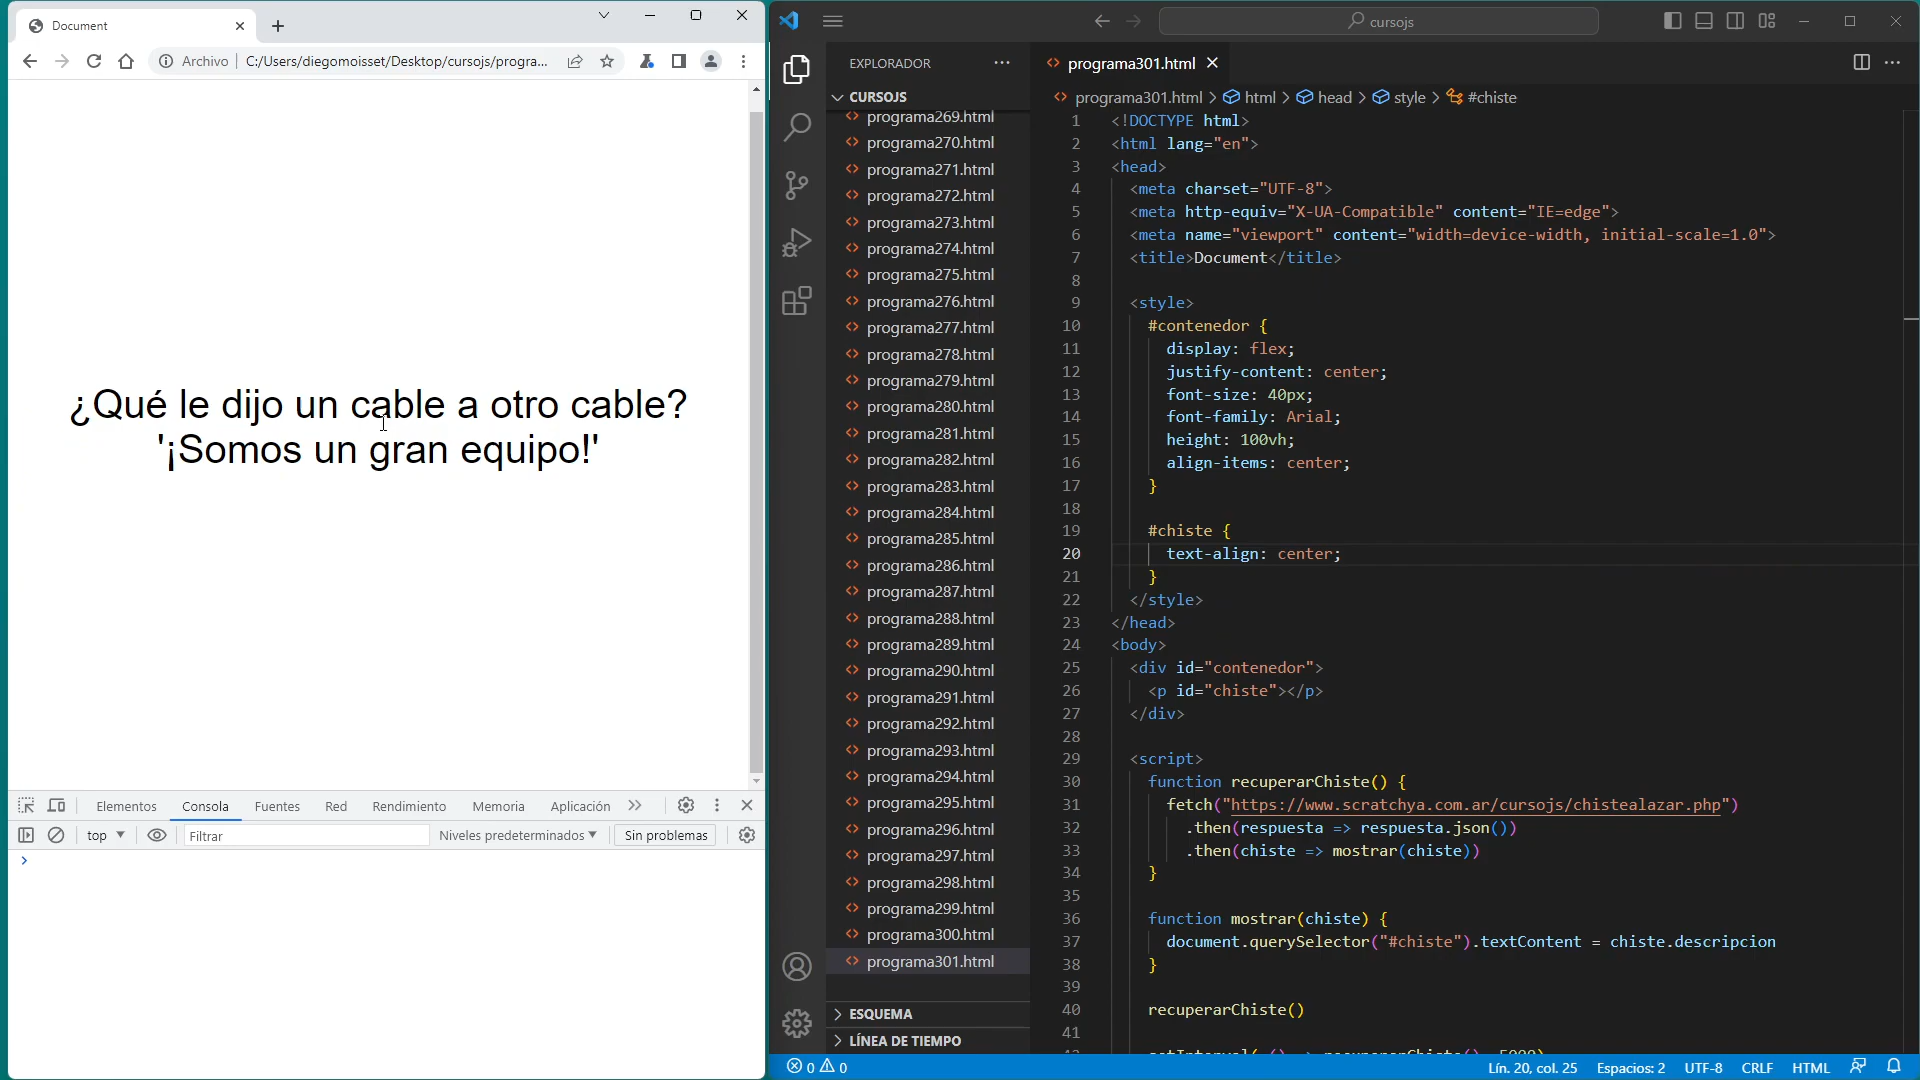 Document
Archivo C:/Users/diegomoisset/Desktop/cursojs/progra...
¿Qué le dijo un cable a otro cable?
'¡Somos un gran equipo!'
Elementos Consola Fuentes Red Rendimiento Memoria Aplicación
top Filtrar Niveles predeterminados Sin problemas
cursojs
EXPLORADOR
CURSOJS
programa269.html
programa270.html
programa271.html
programa272.html
programa273.html
programa274.html
programa275.html
programa276.html
programa277.html
programa278.html
programa279.html
programa280.html
programa281.html
programa282.html
programa283.html
programa284.html
programa285.html
programa286.html
programa287.html
programa288.html
programa289.html
programa290.html
programa291.html
programa292.html
programa293.html
programa294.html
programa295.html
programa296.html
programa297.html
programa298.html
programa299.html
programa300.html
programa301.html
ESQUEMA
LÍNEA DE TIEMPO
programa301.html
programa301.html > html > head > style > #chiste
1 <!DOCTYPE html>
2 <html lang="en">
3 <head>
4 <meta charset="UTF-8">
5 <meta http-equiv="X-UA-Compatible" content="IE=edge">
6 <meta name="viewport" content="width=device-width, initial-scale=1.0">
7 <title>Document</title>
8
9 <style>
10 #contenedor {
11 display: flex;
12 justify-content: center;
13 font-size: 40px;
14 font-family: Arial;
15 height: 100vh;
16 align-items: center;
17 }
18
19 #chiste {
20 text-align: center;
21 }
22 </style>
23 </head>
24 <body>
25 <div id="contenedor">
26 <p id="chiste"></p>
27 </div>
28
29 <script>
30 function recuperarChiste() {
31 fetch("https://www.scratchya.com.ar/cursojs/chistealazar.php")
32 .then(respuesta => respuesta.json())
33 .then(chiste => mostrar(chiste))
34 }
35
36 function mostrar(chiste) {
37 document.querySelector("#chiste").textContent = chiste.descripcion
38 }
39
40 recuperarChiste()
41
0 0 Lín. 20, col. 25 Espacios: 2 UTF-8 CRLF HTML